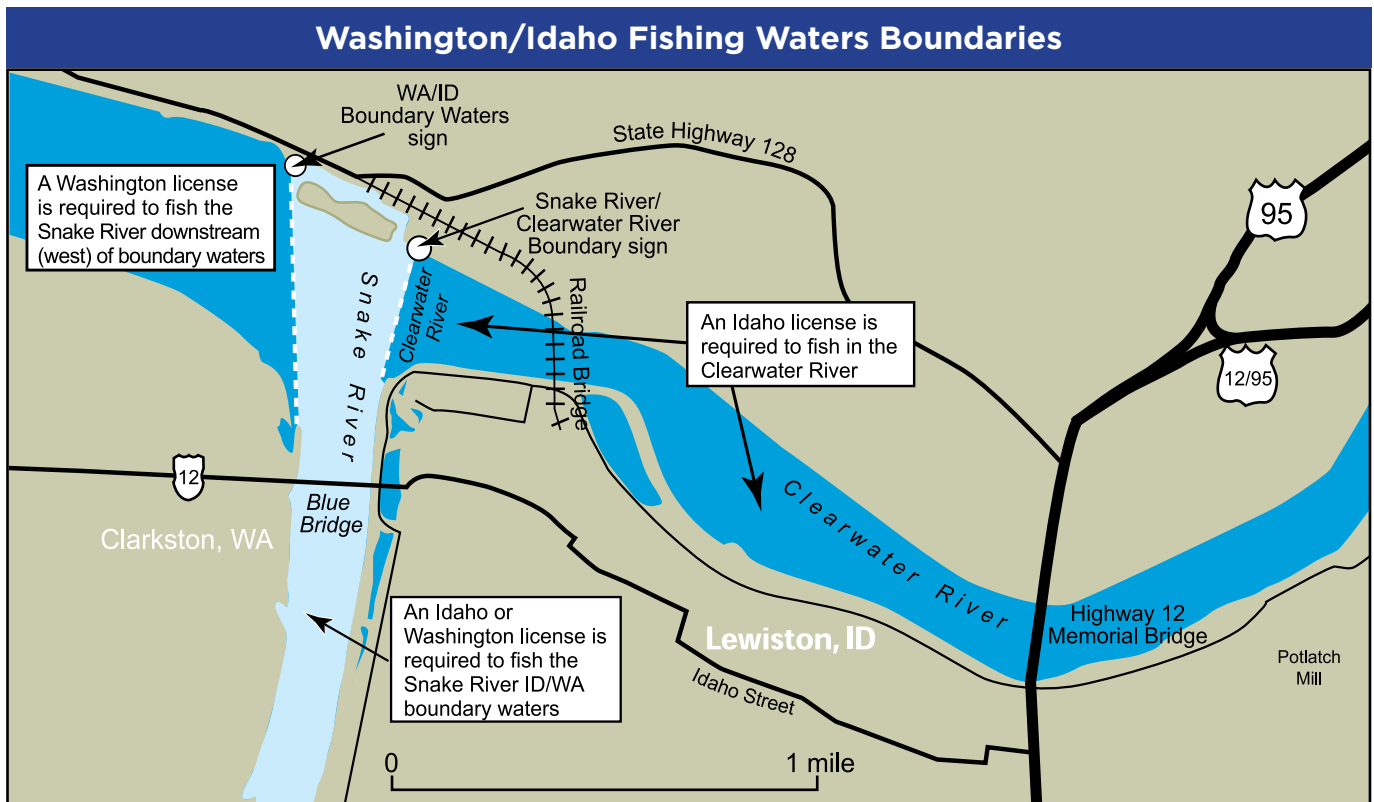 Washington/Idaho Fishing Waters Boundaries
WA/ID
Boundary Waters
sign
State Highway 128
A Washington license
is required to fish the
Snake River downstream
(west) of boundary waters
Snake River/
Clearwater River
Boundary sign
95
Snake River
Clearwater
River
Railroad Bridge
An Idaho license is
required to fish in the
Clearwater River
12/95
12
Blue
Bridge
Clarkston, WA
Clearwater River
An Idaho or
Washington license is
required to fish the
Snake River ID/WA
boundary waters
Lewiston, ID
Highway 12
Memorial Bridge
Potlatch
Mill
Idaho Street
0 1 mile